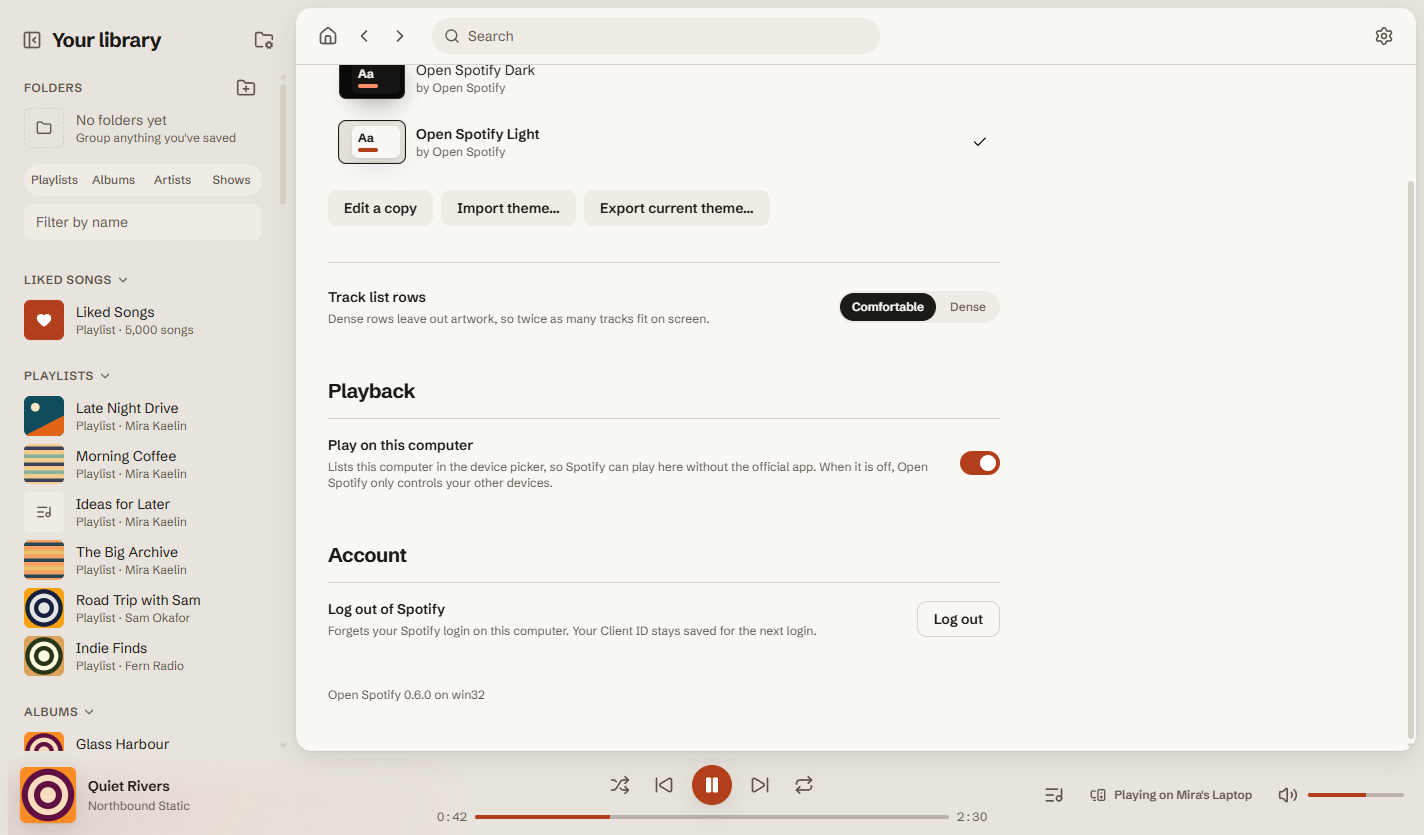 Your library
FOLDERS
No folders yet
Group anything you've saved
Playlists
Albums
Artists
Shows
Filter by name
LIKED SONGS
Liked Songs
Playlist · 5,000 songs
PLAYLISTS
Late Night Drive
Playlist · Mira Kaelin
Morning Coffee
Playlist · Mira Kaelin
Ideas for Later
Playlist · Mira Kaelin
The Big Archive
Playlist · Mira Kaelin
Road Trip with Sam
Playlist · Sam Okafor
Indie Finds
Playlist · Fern Radio
ALBUMS
Glass Harbour
Search
Aa
Open Spotify Dark
by Open Spotify
Aa
Open Spotify Light
by Open Spotify
Edit a copy
Import theme...
Export current theme...
Track list rows
Dense rows leave out artwork, so twice as many tracks fit on screen.
Comfortable
Dense
Playback
Play on this computer
Lists this computer in the device picker, so Spotify can play here without the official app. When it is off, Open
Spotify only controls your other devices.
Account
Log out of Spotify
Forgets your Spotify login on this computer. Your Client ID stays saved for the next login.
Log out
Open Spotify 0.6.0 on win32
Quiet Rivers
Northbound Static
0:42
2:30
Playing on Mira's Laptop